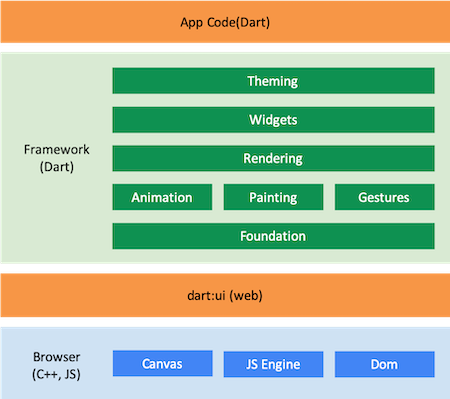 App Code(Dart)
Framework
(Dart)
Theming
Widgets
Rendering
Animation
Painting
Gestures
Foundation
dart:ui (web)
Browser
(C++, JS)
Canvas
JS Engine
Dom